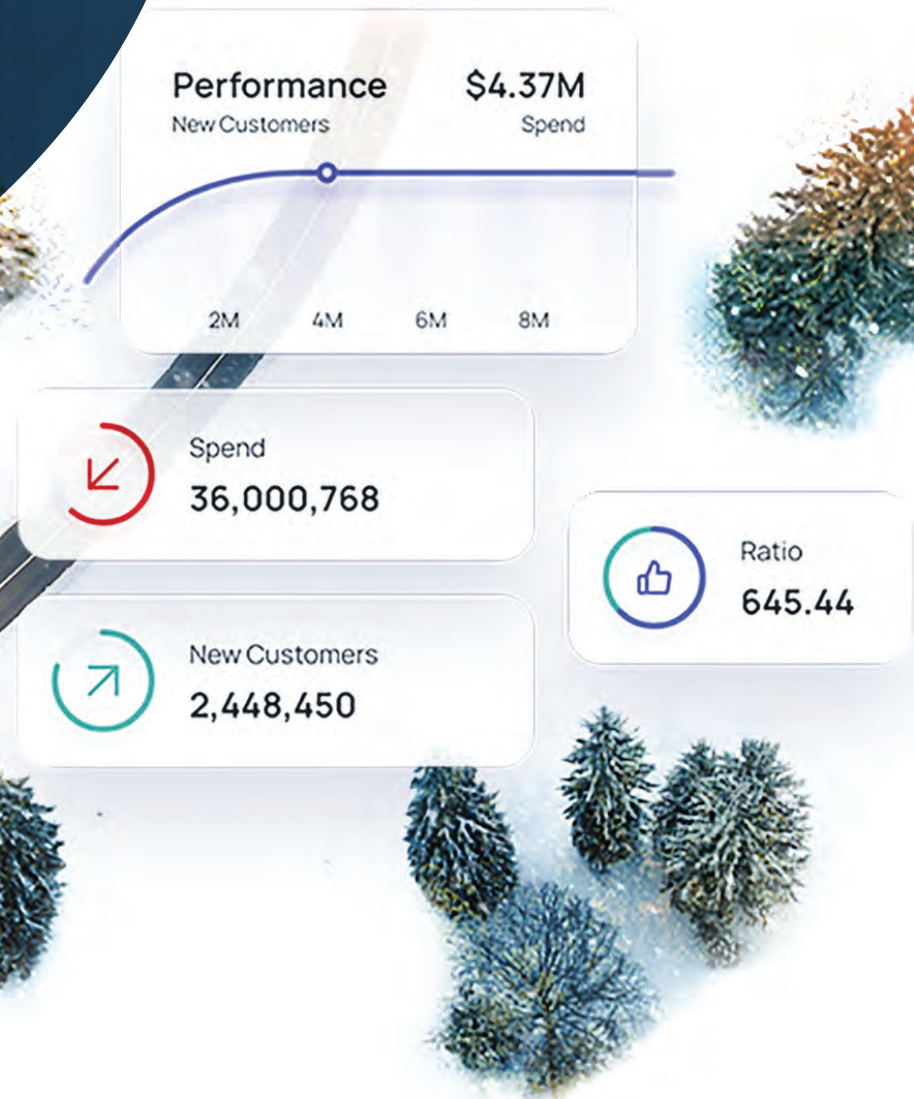 Performance
$4.37M
New Customers
Spend
2M 4M 6M 8M
Spend
36,000,768
Ratio
645.44
New Customers
2,448,450